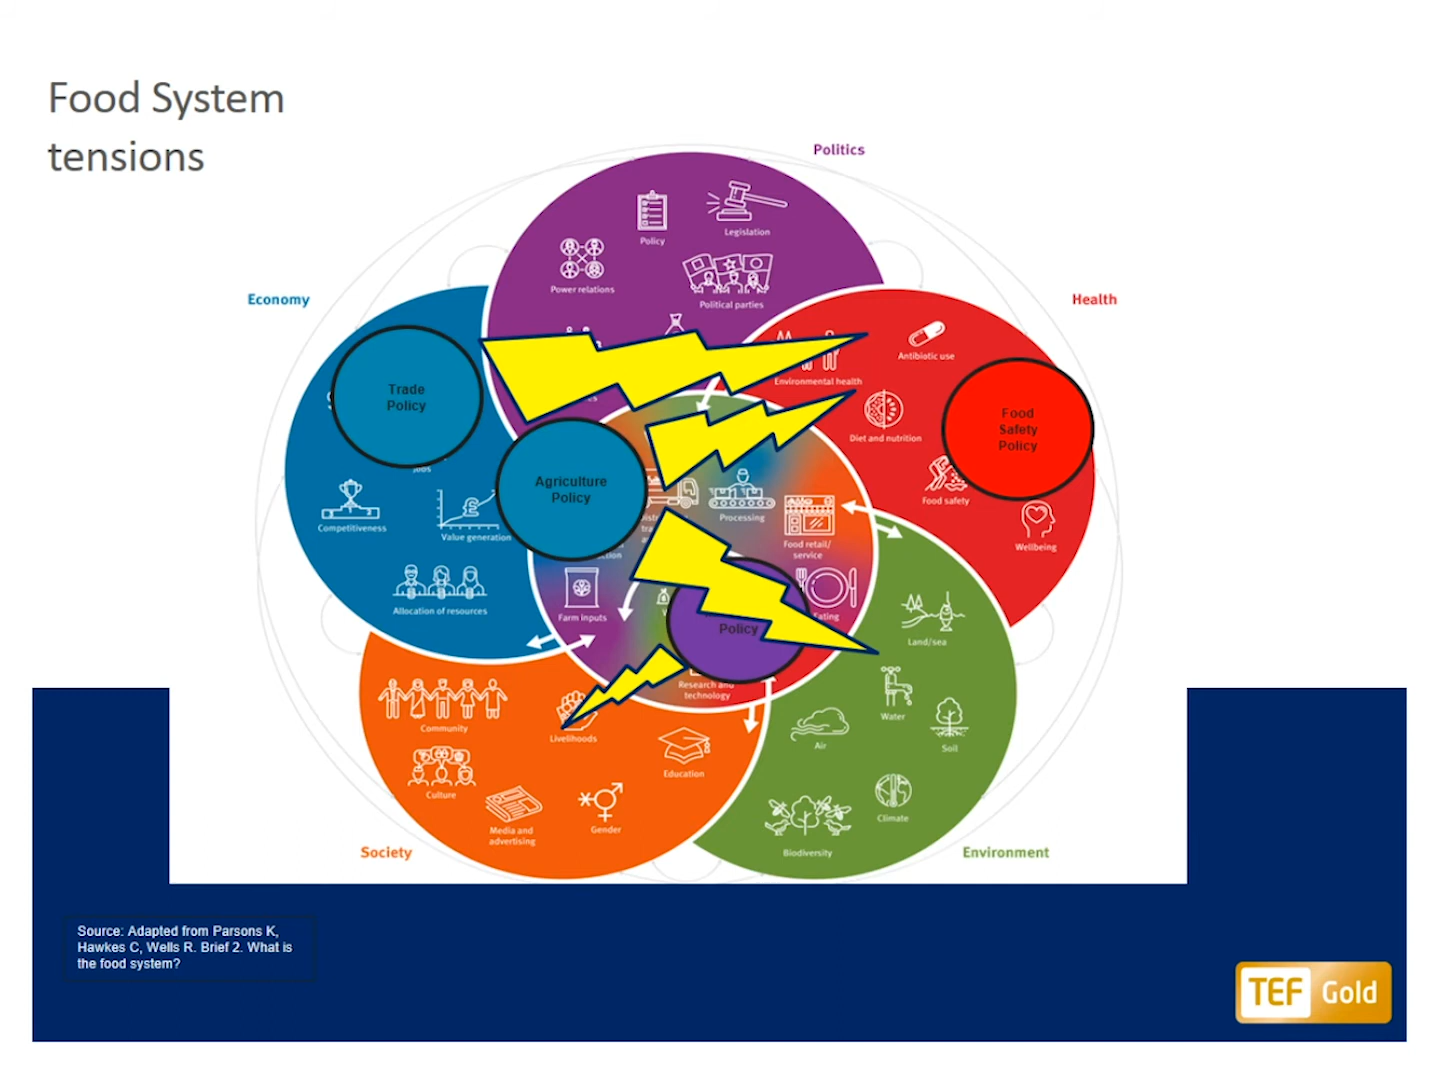 Food System
tensions
Politics
Economy
Health
Environment
Society
Policy
Legislation
Power relations
Political parties
Trade
Policy
Competitiveness
Value generation
Allocation of resources
Agriculture
Policy
Environmental health
Antibiotic use
Diet and nutrition
Food
Safety
Policy
Food safety
Wellbeing
Processing
Food retail/
service
Farm inputs
Eating
Policy
Research and
technology
Land/sea
Water
Soil
Air
Climate
Biodiversity
Community
Livelihoods
Culture
Education
Media and
advertising
Gender
Source: Adapted from Parsons K,
Hawkes C, Wells R. Brief 2. What is
the food system?
TEF Gold